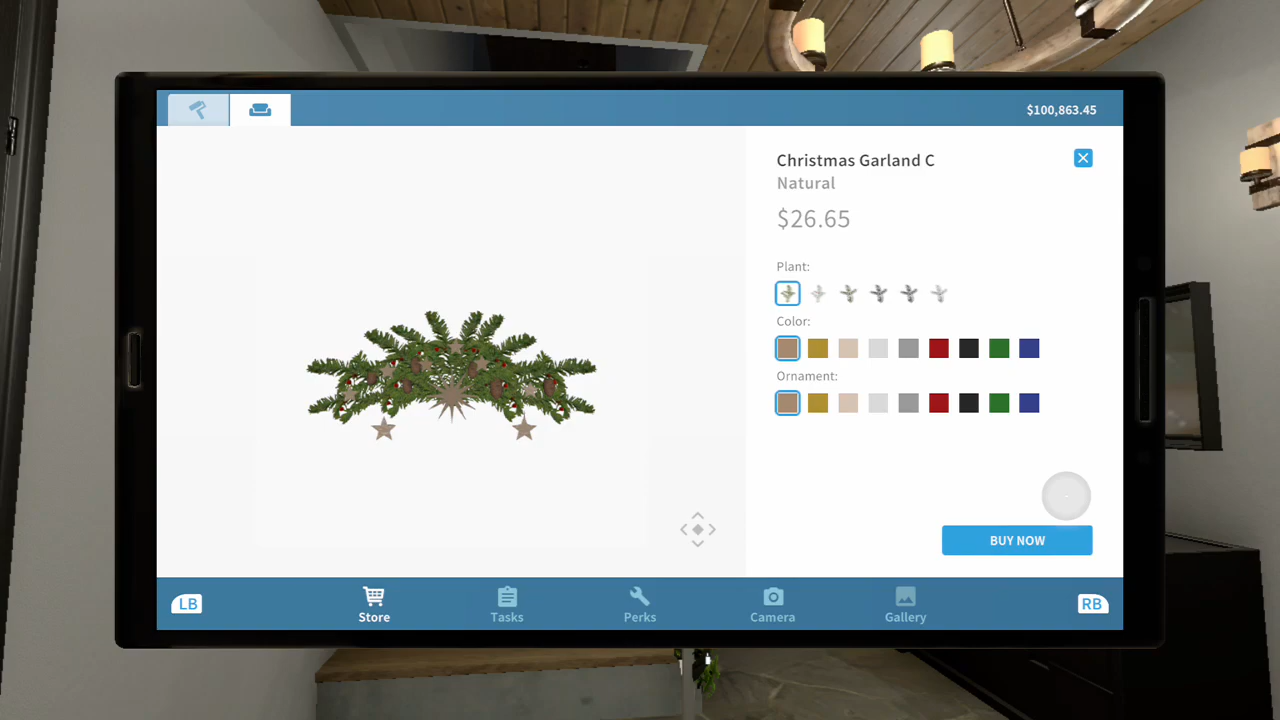 $100,863.45
Christmas Garland C
Natural
$26.65
Plant:
Color:
Ornament:
BUY NOW
LB
Store
Tasks
Perks
Camera
Gallery
RB